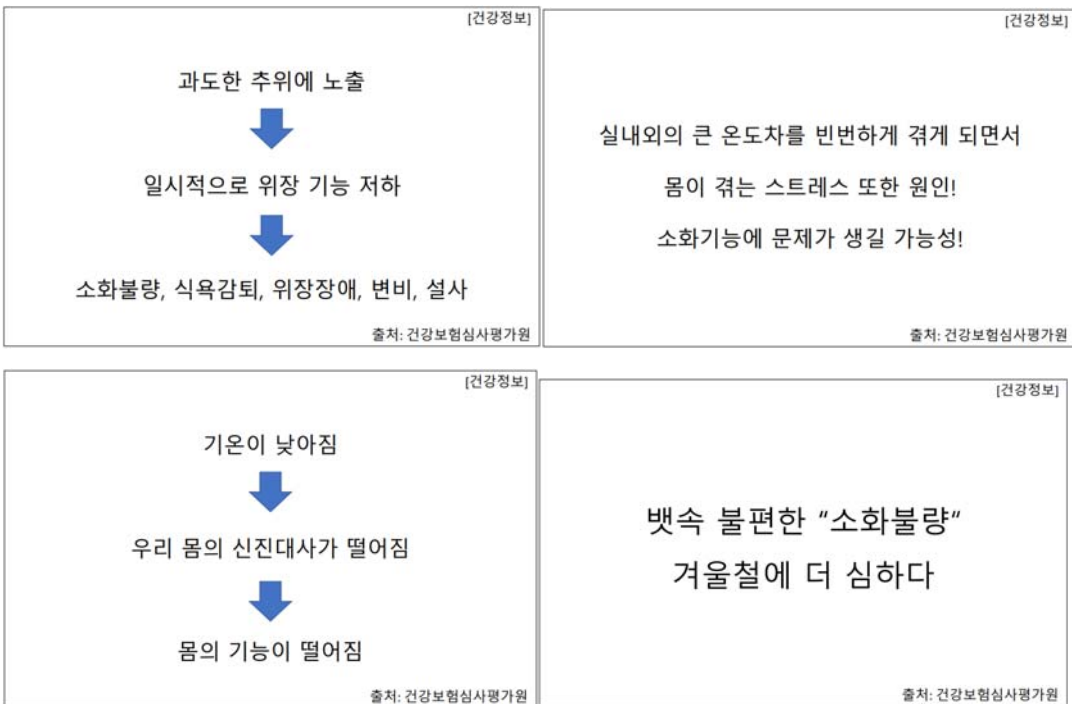 [건강정보]
과도한 추위에 노출
일시적으로 위장 기능 저하
소화불량, 식욕감퇴, 위장장애, 변비, 설사
출처: 건강보험심사평가원
[건강정보]
실내외의 큰 온도차를 빈번하게 겪게 되면서
몸이 겪는 스트레스 또한 원인!
소화기능에 문제가 생길 가능성!
출처: 건강보험심사평가원
[건강정보]
기온이 낮아짐
우리 몸의 신진대사가 떨어짐
몸의 기능이 떨어짐
출처: 건강보험심사평가원
[건강정보]
뱃속 불편한 “소화불량“
겨울철에 더 심하다
출처: 건강보험심사평가원